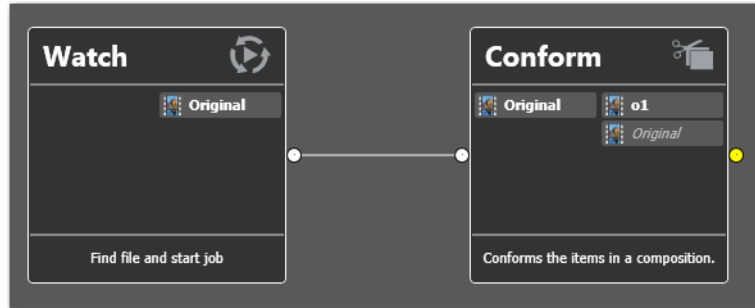 Watch
Original
Find file and start job
Conform
Original
o1
Original
Conforms the items in a composition.